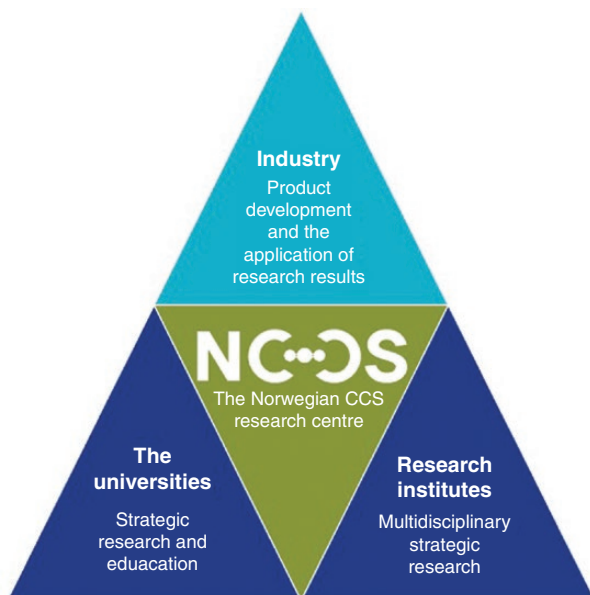 Industry
Product
development
and the
application of
research results
NCCS
The Norwegian CCS
research centre
The
universities
Strategic
research and
eduacation
Research
institutes
Multidisciplinary
strategic
research